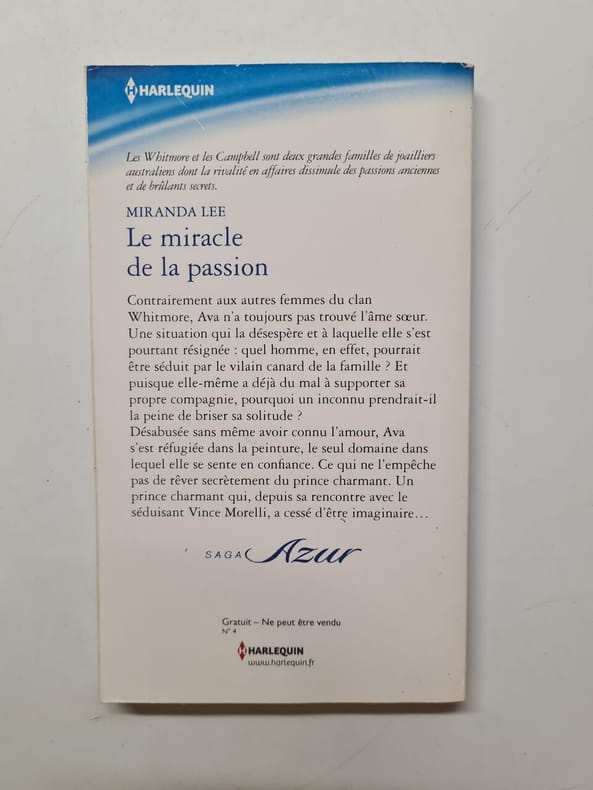 HARLEQUIN
Les Whitmore et les Campbell sont deux grandes familles de joailliers
australiens dont la rivalité en affaires dissimule des passions anciennes
et de brûlants secrets.
MIRANDA LEE
Le miracle
de la passion
Contrairement aux autres femmes du clan
Whitmore, Ava n'a toujours pas trouvé l'âme sœur.
Une situation qui la désespère et à laquelle elle s'est
pourtant résignée : quel homme, en effet, pourrait
être séduit par le vilain canard de la famille ? Et
puisque elle-même a déjà du mal à supporter sa
propre compagnie, pourquoi un inconnu prendrait-il
la peine de briser sa solitude ?
Désabusée sans même avoir connu l'amour, Ava
s'est réfugiée dans la peinture, le seul domaine dans
lequel elle se sente en confiance. Ce qui ne l'empêche
pas de rêver secrètement du prince charmant. Un
prince charmant qui, depuis sa rencontre avec le
séduisant Vince Morelli, a cessé d'être imaginaire…
SAGA Azur
Gratuit – Ne peut être vendu
N° 4
HARLEQUIN
www.harlequin.fr